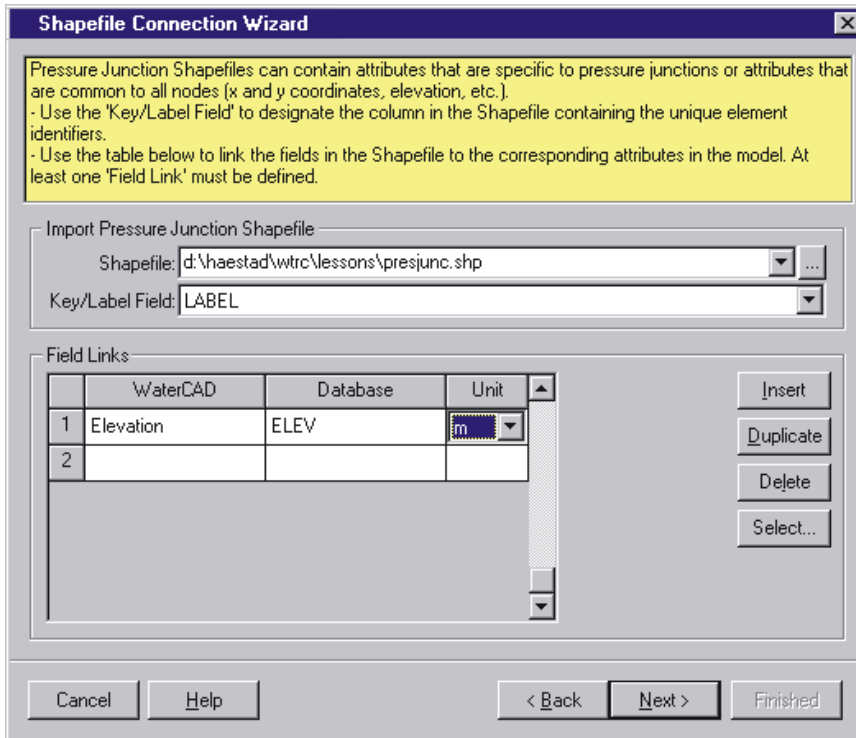 Shapefile Connection Wizard
Pressure Junction Shapefiles can contain attributes that are specific to pressure junctions or attributes that
are common to all nodes (x and y coordinates, elevation, etc.).
- Use the 'Key/Label Field' to designate the column in the Shapefile containing the unique element
identifiers.
- Use the table below to link the fields in the Shapefile to the corresponding attributes in the model. At
least one 'Field Link' must be defined.
Import Pressure Junction Shapefile
Shapefile: d:\haestad\wtrc\lessons\presjunc.shp ...
Key/Label Field: LABEL
Field Links
WaterCAD Database Unit
1 Elevation ELEV m
2
Insert
Duplicate
Delete
Select...
Cancel Help < Back Next > Finished